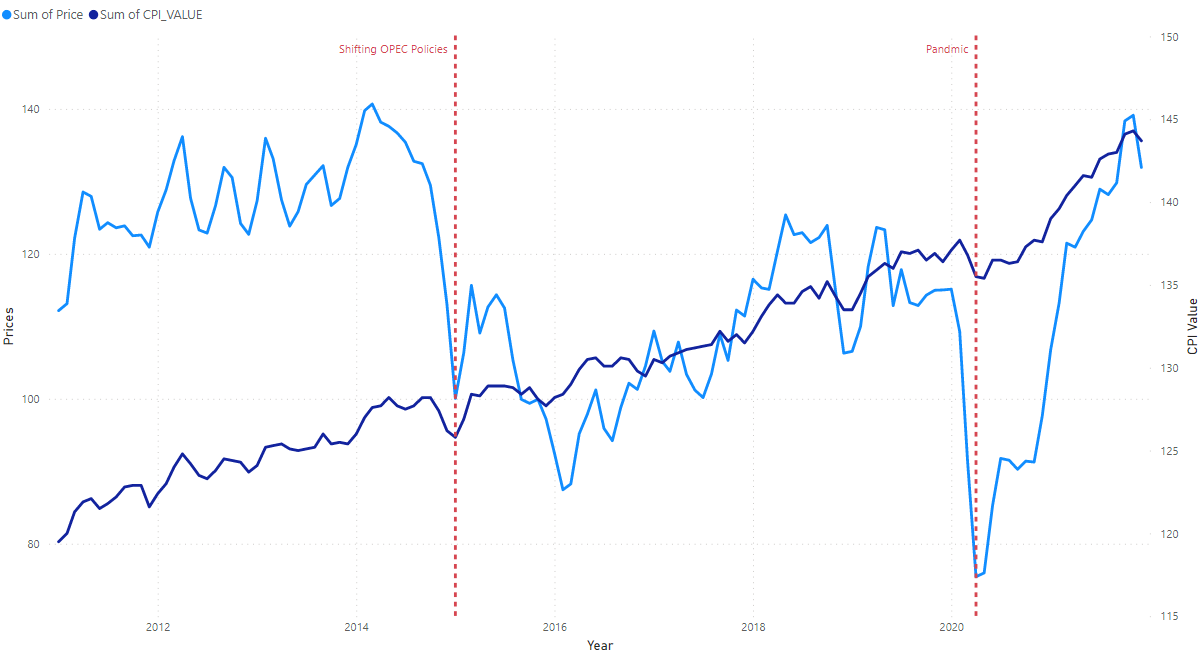 Sum of Price Sum of CPI_VALUE
Shifting OPEC Policies
Pandmic
150
145
140
135
130
125
120
115
140
120
100
80
Prices
CPI Value
2012 2014 2016 2018 2020
Year